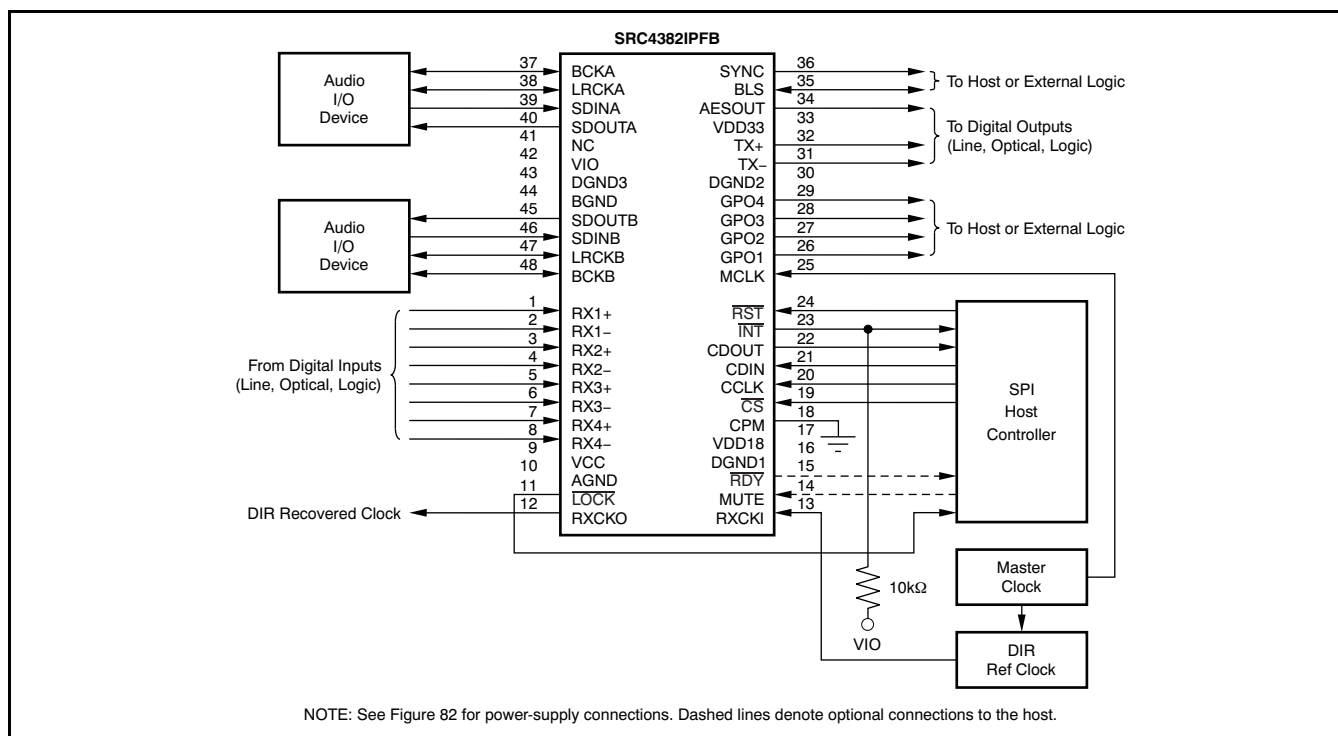 SRC4382IPFB
Audio
I/O
Device
37
38
39
40
41
42
43
44
45
46
47
48
Audio
I/O
Device
1
2
3
4
5
6
7
8
9
10
11
12
From Digital Inputs
(Line, Optical, Logic)
DIR Recovered Clock
BCKA
LRCKA
SDINA
SDOUTA
NC
VIO
DGND3
BGND
SDOUTB
SDINB
LRCKB
BCKB
RX1+
RX1−
RX2+
RX2−
RX3+
RX3−
RX4+
RX4−
VCC
AGND
LOCK
RXCKO
SYNC
BLS
AESOUT
VDD33
TX+
TX−
DGND2
GPO4
GPO3
GPO2
GPO1
MCLK
RST
INT
CDOUT
CDIN
CCLK
CS
CPM
VDD18
DGND1
RDY
MUTE
RXCKI
36
35
34
33
32
31
30
29
28
27
26
25
24
23
22
21
20
19
18
17
16
15
14
13
To Host or External Logic
To Digital Outputs
(Line, Optical, Logic)
To Host or External Logic
SPI
Host
Controller
Master
Clock
DIR
Ref Clock
10kΩ
VIO
NOTE: See Figure 82 for power-supply connections. Dashed lines denote optional connections to the host.